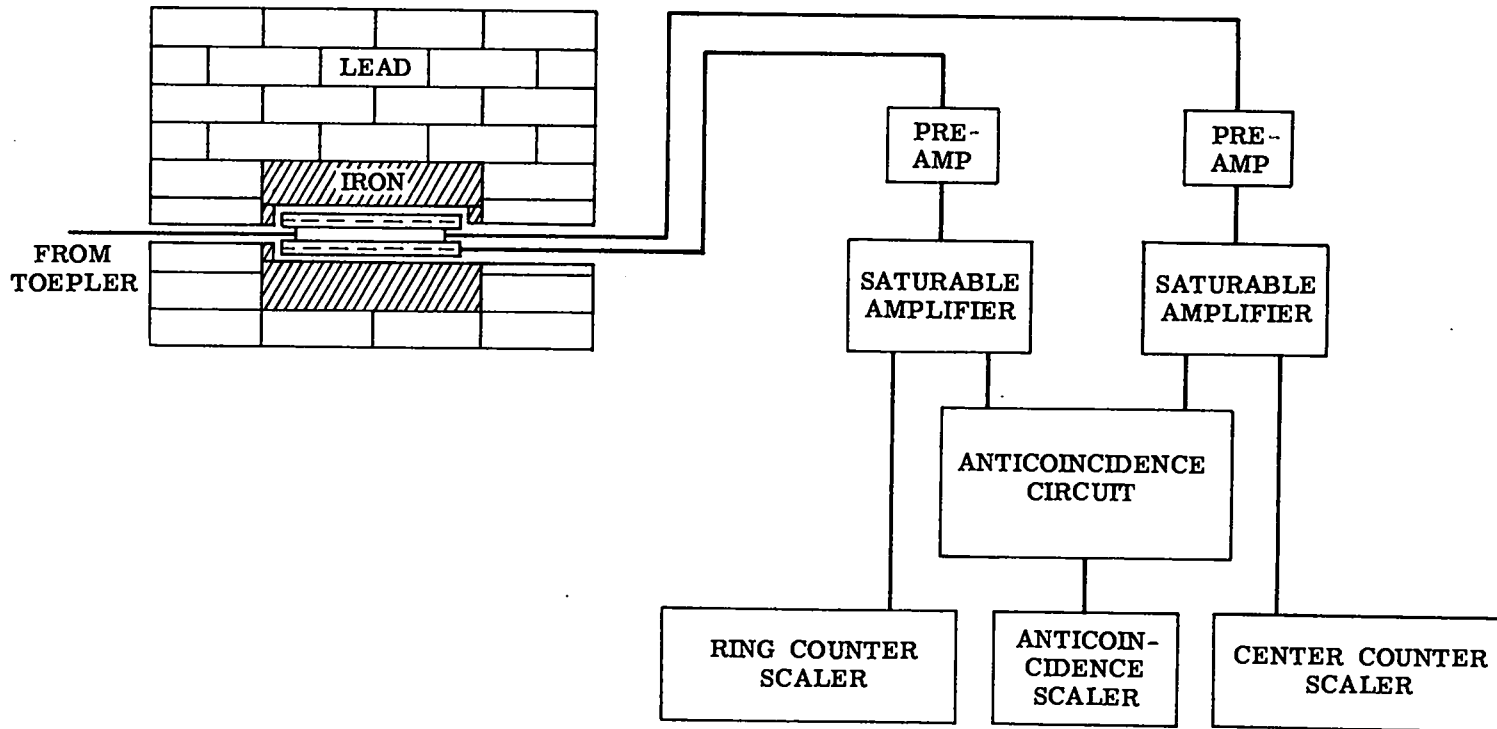 LEAD
IRON
FROM
TOEPLER
PRE-
AMP
PRE-
AMP
SATURABLE
AMPLIFIER
SATURABLE
AMPLIFIER
ANTICOINCIDENCE
CIRCUIT
RING COUNTER
SCALER
ANTICOIN-
CIDENCE
SCALER
CENTER COUNTER
SCALER